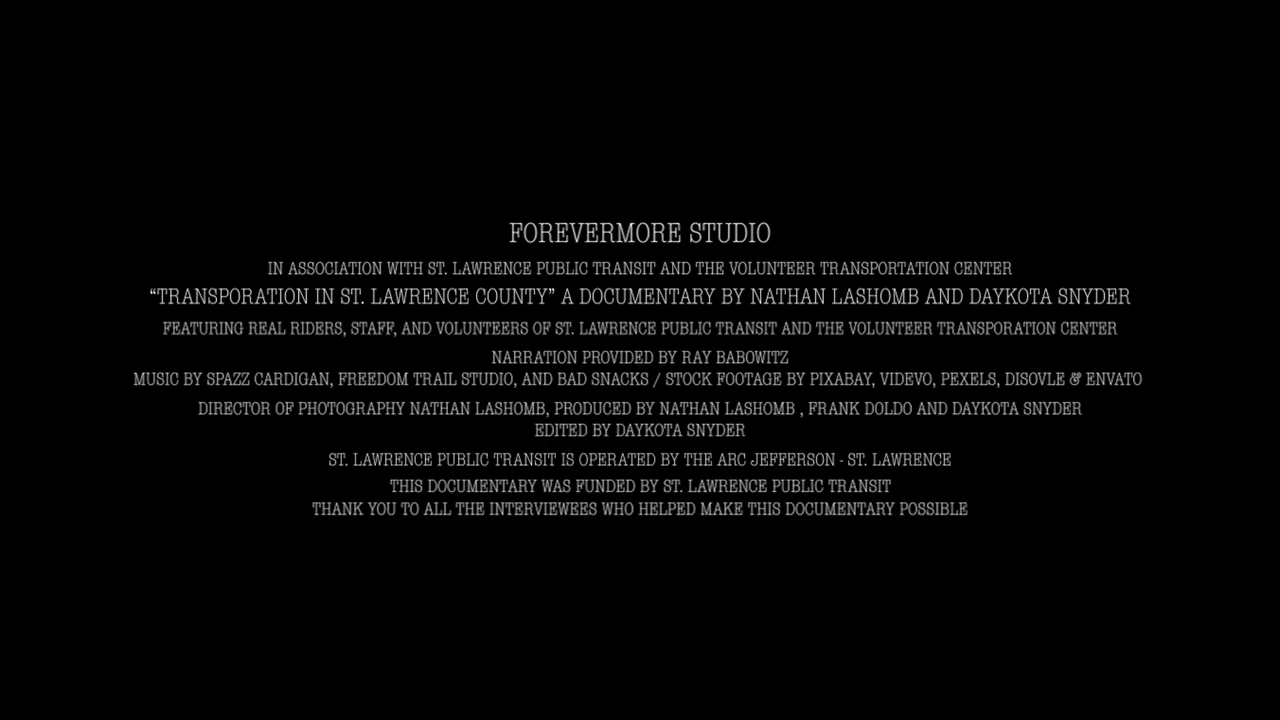 FOREVERMORE STUDIO
IN ASSOCIATION WITH ST. LAWRENCE PUBLIC TRANSIT AND THE VOLUNTEER TRANSPORTATION CENTER
“TRANSPORATION IN ST. LAWRENCE COUNTY” A DOCUMENTARY BY NATHAN LASHOMB AND DAYKOTA SNYDER
FEATURING REAL RIDERS, STAFF, AND VOLUNTEERS OF ST. LAWRENCE PUBLIC TRANSIT AND THE VOLUNTEER TRANSPORATION CENTER
NARRATION PROVIDED BY RAY BABOWITZ
MUSIC BY SPAZZ CARDIGAN, FREEDOM TRAIL STUDIO, AND BAD SNACKS / STOCK FOOTAGE BY PIXABAY, VIDEVO, PEXELS, DISOVLE & ENVATO
DIRECTOR OF PHOTOGRAPHY NATHAN LASHOMB, PRODUCED BY NATHAN LASHOMB , FRANK DOLDO AND DAYKOTA SNYDER
EDITED BY DAYKOTA SNYDER
ST. LAWRENCE PUBLIC TRANSIT IS OPERATED BY THE ARC JEFFERSON - ST. LAWRENCE
THIS DOCUMENTARY WAS FUNDED BY ST. LAWRENCE PUBLIC TRANSIT
THANK YOU TO ALL THE INTERVIEWEES WHO HELPED MAKE THIS DOCUMENTARY POSSIBLE